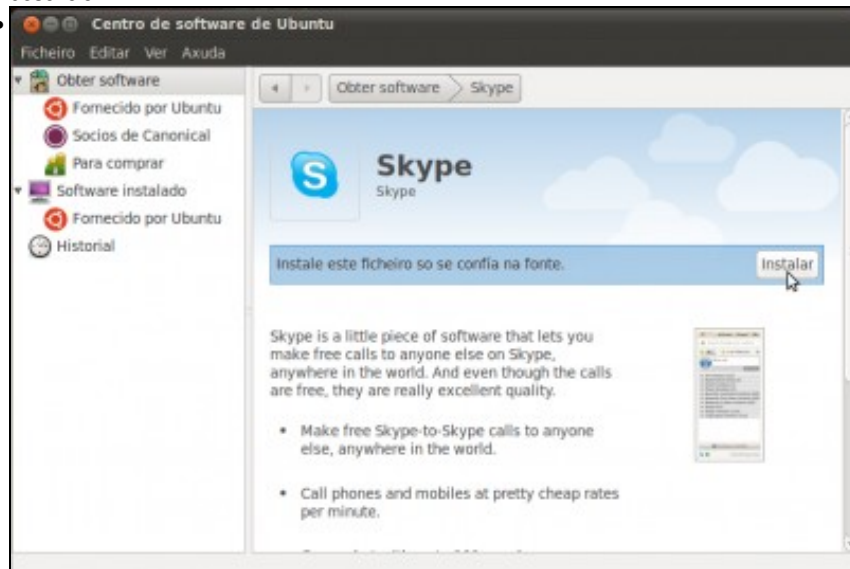 Centro de software de Ubuntu
Ficheiro Editar Ver Axuda
Obter software
Fornecido por Ubuntu
Socios de Canonical
Para comprar
Software instalado
Fornecido por Ubuntu
Historial
Obter software Skype
Skype
Skype
Instale este ficheiro so se confía na fonte.
Instalar
Skype is a little piece of software that lets you
make free calls to anyone else on Skype,
anywhere in the world. And even though the calls
are free, they are really excellent quality.
• Make free Skype-to-Skype calls to anyone
else, anywhere in the world.
• Call phones and mobiles at pretty cheap rates
per minute.